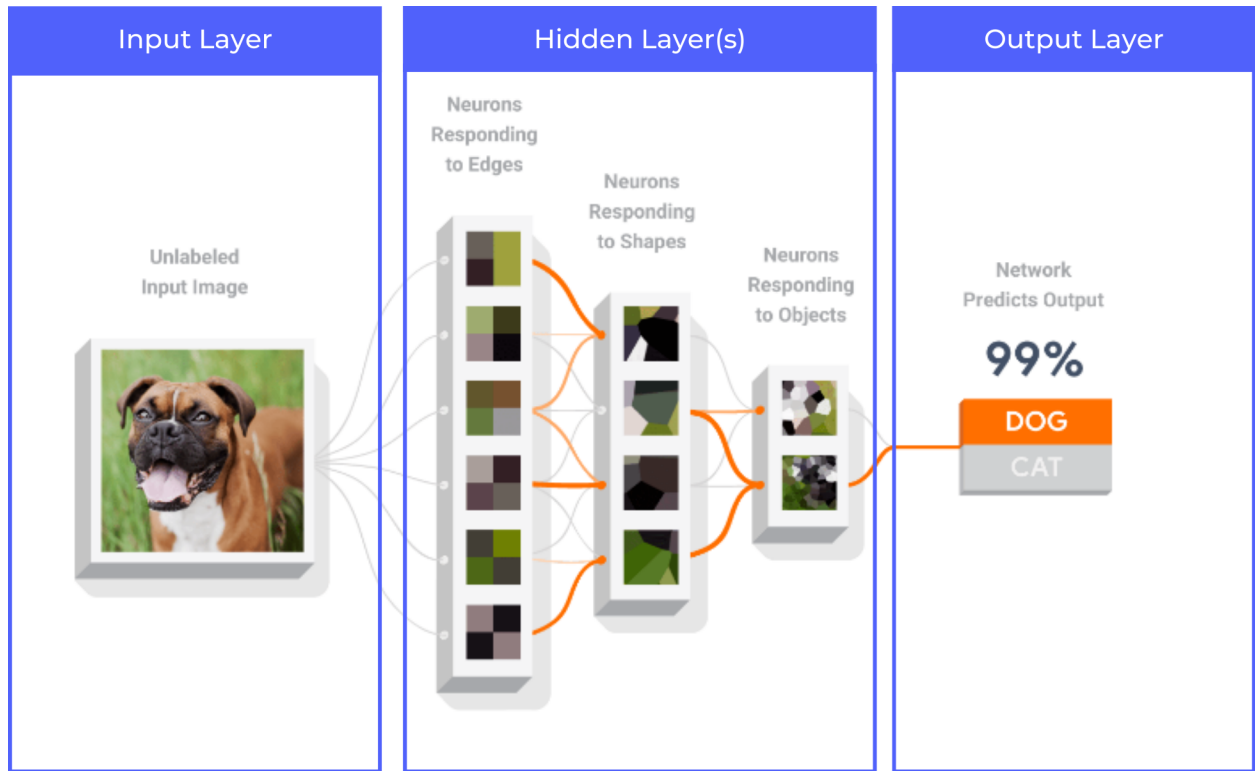 Input Layer
Hidden Layer(s)
Output Layer
Unlabeled
Input Image
Neurons
Responding
to Edges
Neurons
Responding
to Shapes
Neurons
Responding
to Objects
Network
Predicts Output
99%
DOG
CAT